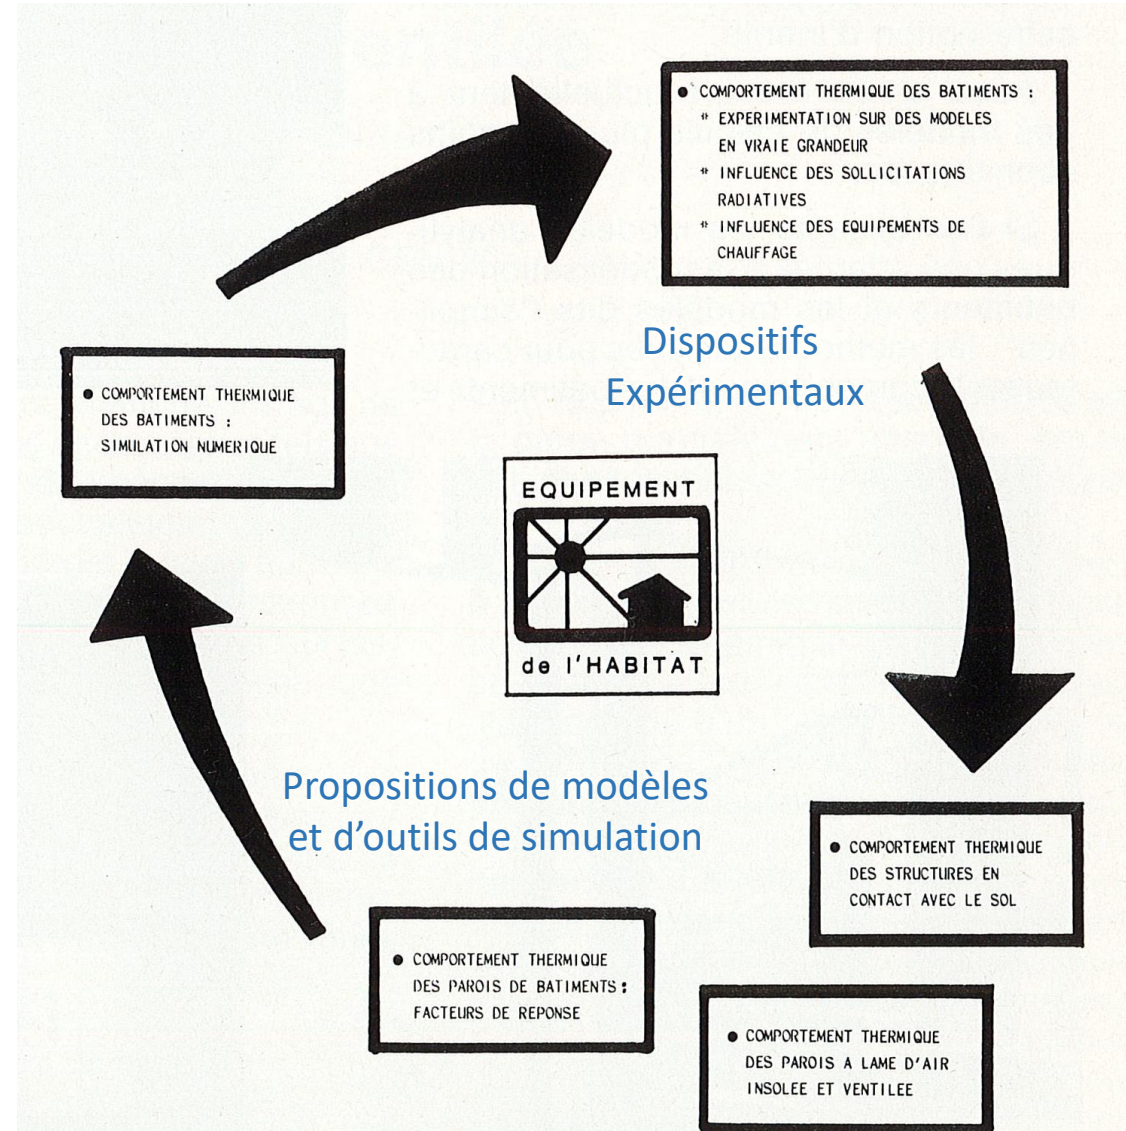 ● COMPORTEMENT THERMIQUE DES BATIMENTS :
* EXPERIMENTATION SUR DES MODELES
EN VRAIE GRANDEUR
* INFLUENCE DES SOLLICITATIONS
RADIATIVES
* INFLUENCE DES EQUIPEMENTS DE
CHAUFFAGE
Dispositifs
Expérimentaux
● COMPORTEMENT THERMIQUE
DES BATIMENTS :
SIMULATION NUMERIQUE
EQUIPEMENT
de l'HABITAT
Propositions de modèles
et d’outils de simulation
● COMPORTEMENT THERMIQUE
DES STRUCTURES EN
CONTACT AVEC LE SOL
● COMPORTEMENT THERMIQUE
DES PAROIS DE BATIMENTS :
FACTEURS DE REPONSE
● COMPORTEMENT THERMIQUE
DES PAROIS A LAME D'AIR
INSOLEE ET VENTILEE